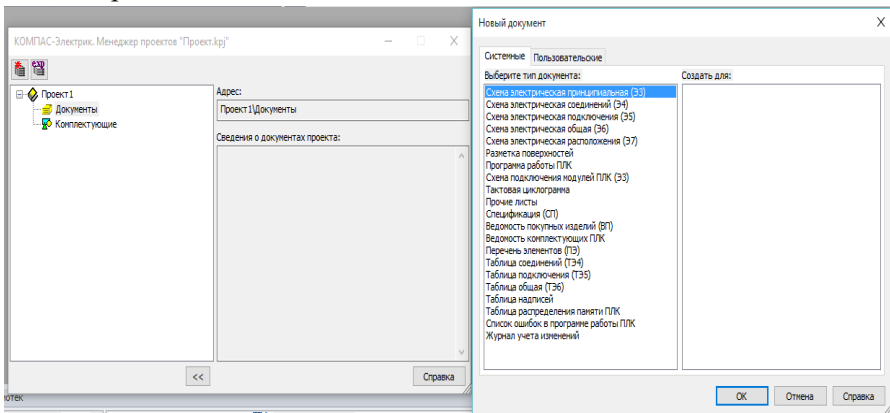 КОМПАС-Электрик. Менеджер проектов "Проект.kpj"
Проект1
Документы
Комплектующие
Адрес:
Проект1\Документы
Сведения о документах проекта:
<<
Справка
Новый документ
Системные Пользовательские
Выберите тип документа:
Создать для:
Схема электрическая принципиальная (Э3)
Схема электрическая соединений (Э4)
Схема электрическая подключения (Э5)
Схема электрическая общая (Э6)
Схема электрическая расположения (Э7)
Разметка поверхностей
Программа работы ПЛК
Схема подключения модулей ПЛК (Э3)
Тактовая циклограмма
Прочие листы
Спецификация (СП)
Ведомость покупных изделий (ВП)
Ведомость комплектующих ПЛК
Перечень элементов (ПЭ)
Таблица соединений (ТЭ4)
Таблица подключения (ТЭ5)
Таблица общая (ТЭ6)
Таблица надписей
Таблица распределения памяти ПЛК
Список ошибок в программе работы ПЛК
Журнал учета изменений
ОК Отмена Справка